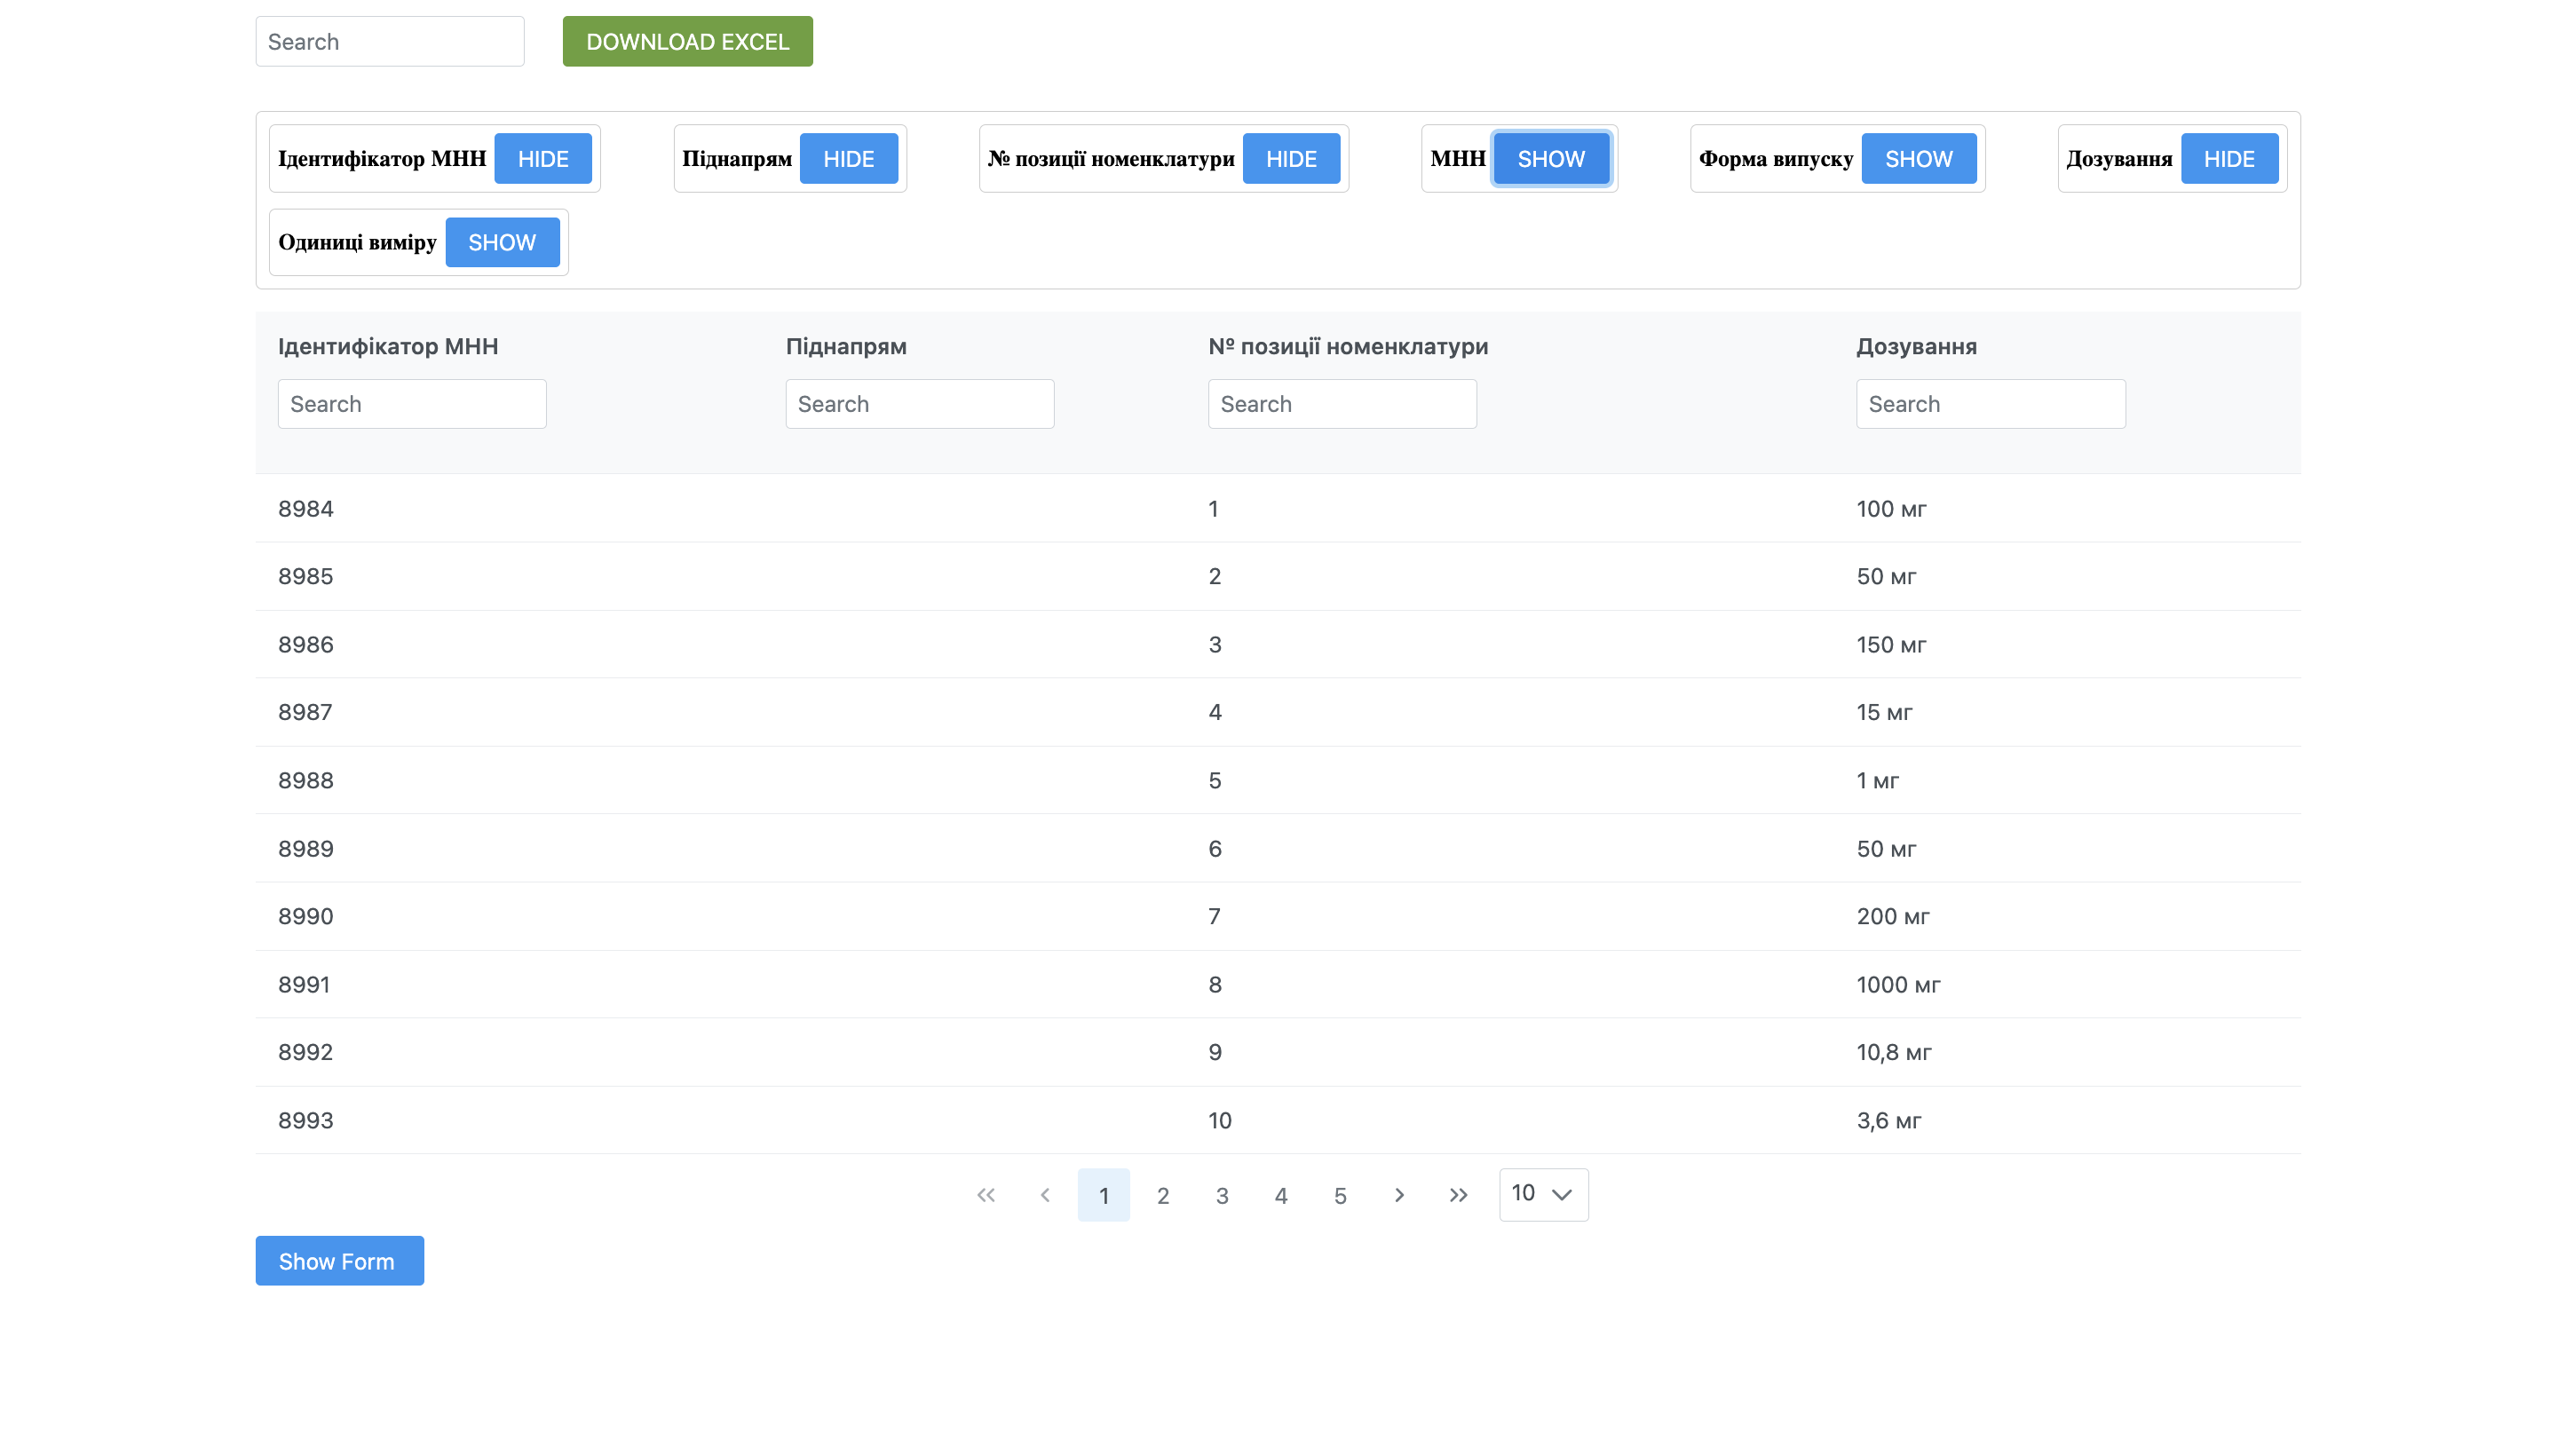 Search DOWNLOAD EXCEL
Ідентифікатор МНН HIDE Піднапрям HIDE № позиції номенклатури HIDE МНН SHOW Форма випуску SHOW Дозування HIDE
Одиниці виміру SHOW
Ідентифікатор МНН Піднапрям № позиції номенклатури Дозування
Search Search Search Search
8984 1 100 мг
8985 2 50 мг
8986 3 150 мг
8987 4 15 мг
8988 5 1 мг
8989 6 50 мг
8990 7 200 мг
8991 8 1000 мг
8992 9 10,8 мг
8993 10 3,6 мг
1 2 3 4 5 10
Show Form